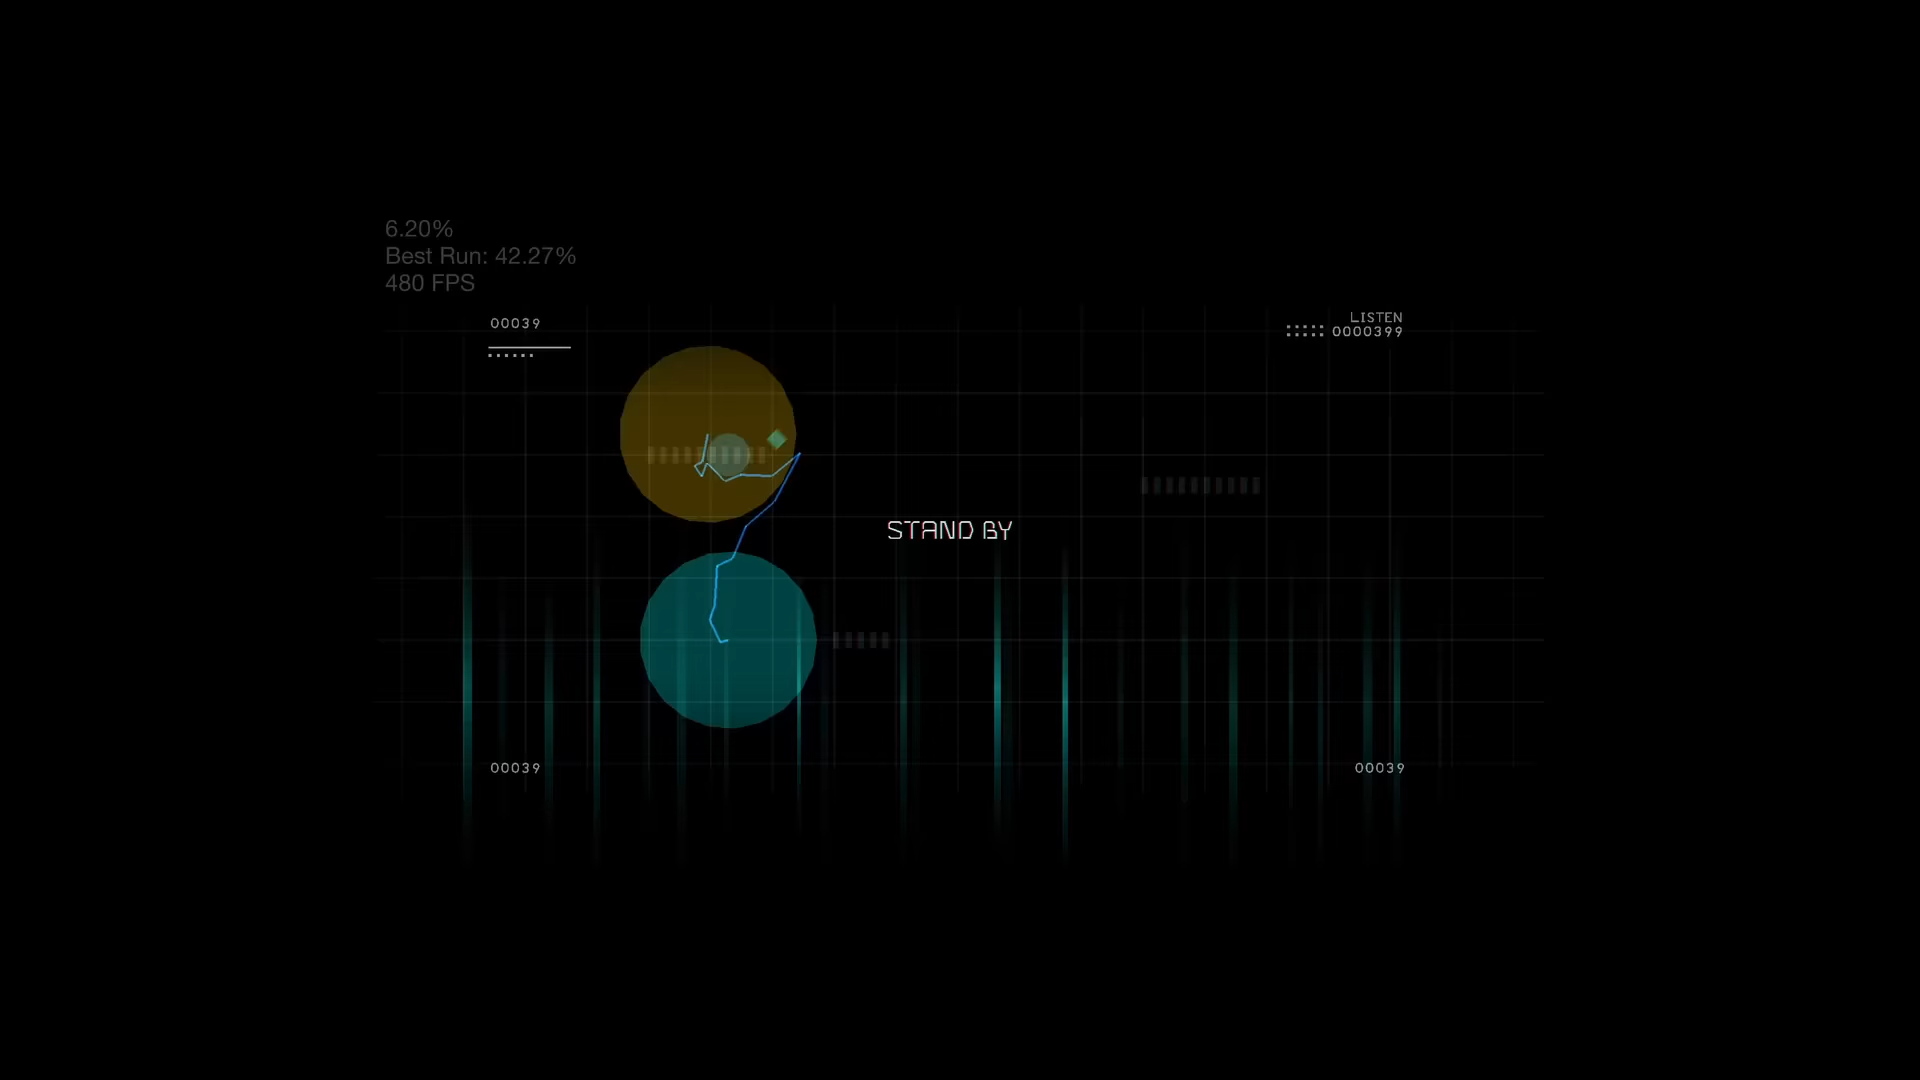 6.20%
Best Run: 42.27%
480 FPS
00039
LISTEN
0000399
STAND BY
00039
00039